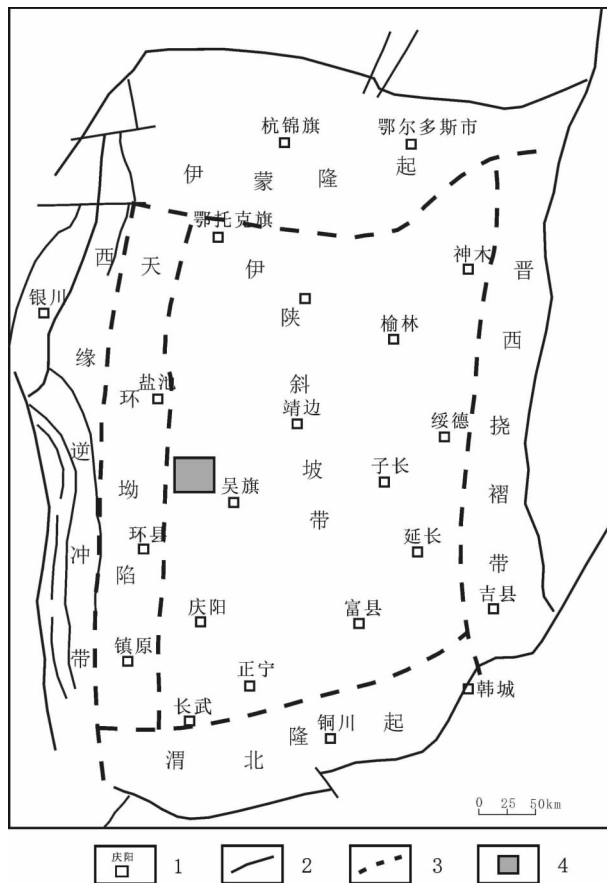 杭锦旗
鄂尔多斯市
伊蒙隆起
鄂托克旗
神木
西缘逆冲带
天环坳陷
伊陕斜坡带
晋西挠褶带
银川
榆林
盐池
靖边
绥德
子长
吴旗
环县
延长
庆阳
富县
吉县
镇原
正宁
韩城
长武
铜川
渭北隆起
0 25 50km
庆阳
1
2
3
4